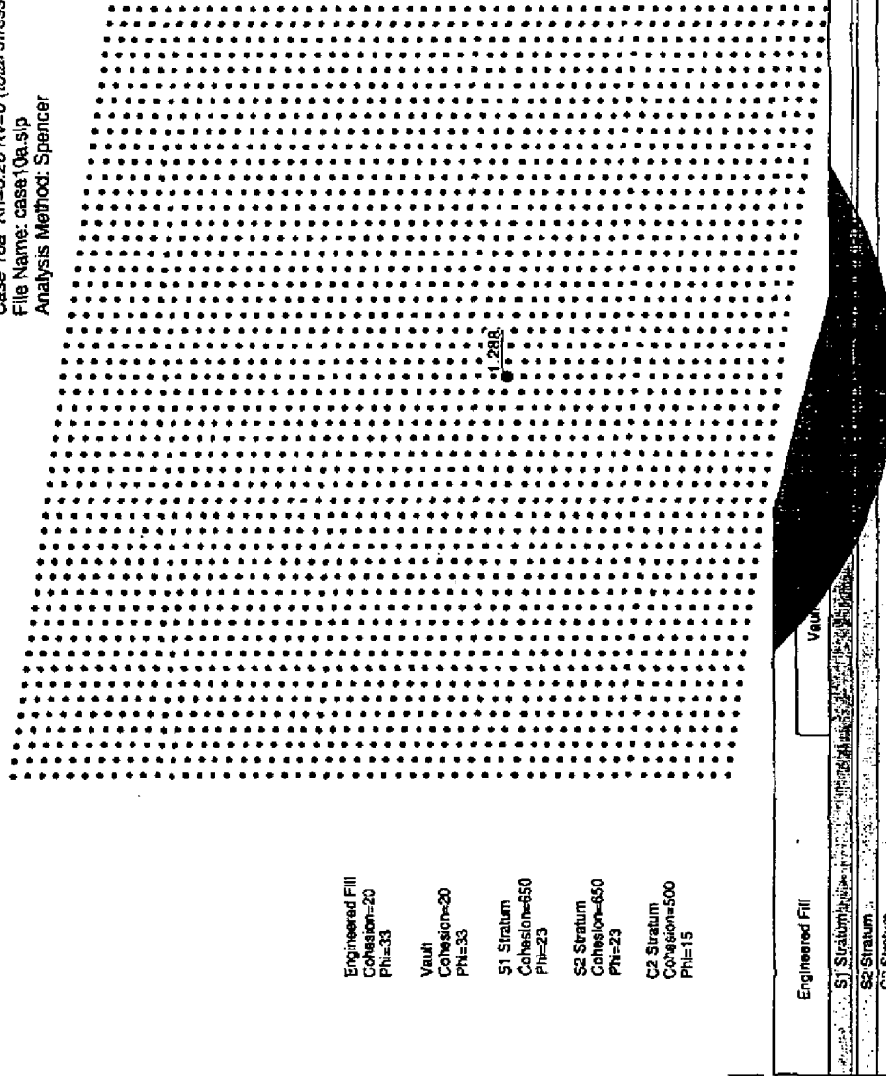 File Name: case10a.slp
Analysis Method: Spencer
1.288
Engineered Fill
Cohesion=20
Phi=33
Vault
Cohesion=20
Phi=33
S1 Stratum
Cohesion=650
Phi=23
S2 Stratum
Cohesion=650
Phi=23
C2 Stratum
Cohesion=500
Phi=15
Engineered Fill
S1 Stratum
S2 Stratum